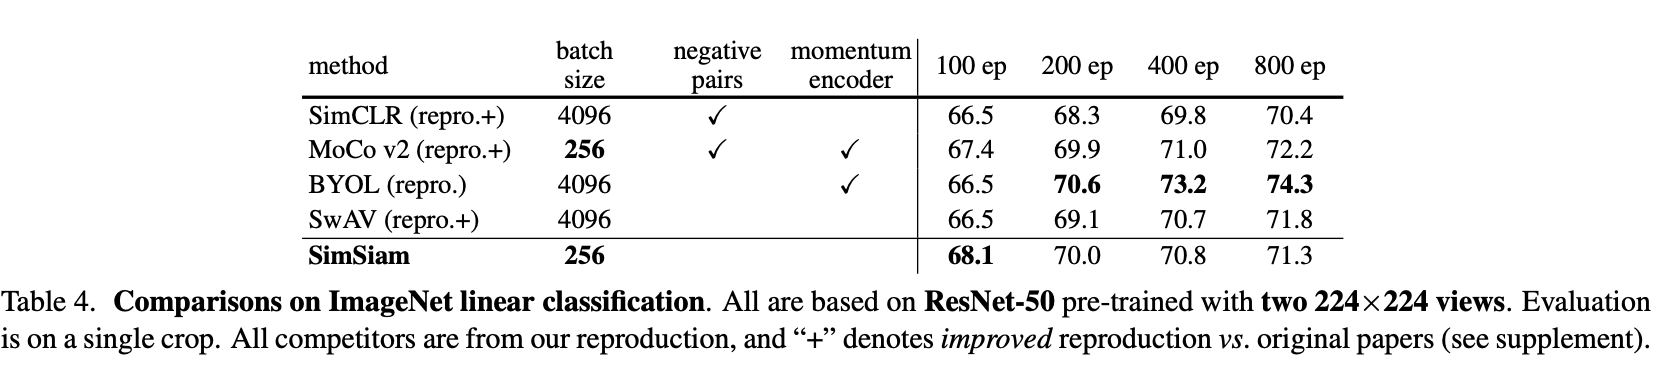 method batch size negative pairs momentum encoder 100 ep 200 ep 400 ep 800 ep
SimCLR (repro.+) 4096 ✓ 66.5 68.3 69.8 70.4
MoCo v2 (repro.+) 256 ✓ ✓ 67.4 69.9 71.0 72.2
BYOL (repro.) 4096 ✓ 66.5 70.6 73.2 74.3
SwAV (repro.+) 4096 66.5 69.1 70.7 71.8
SimSiam 256 68.1 70.0 70.8 71.3
Table 4. Comparisons on ImageNet linear classification. All are based on ResNet-50 pre-trained with two 224×224 views. Evaluation
is on a single crop. All competitors are from our reproduction, and “+” denotes improved reproduction vs. original papers (see supplement).